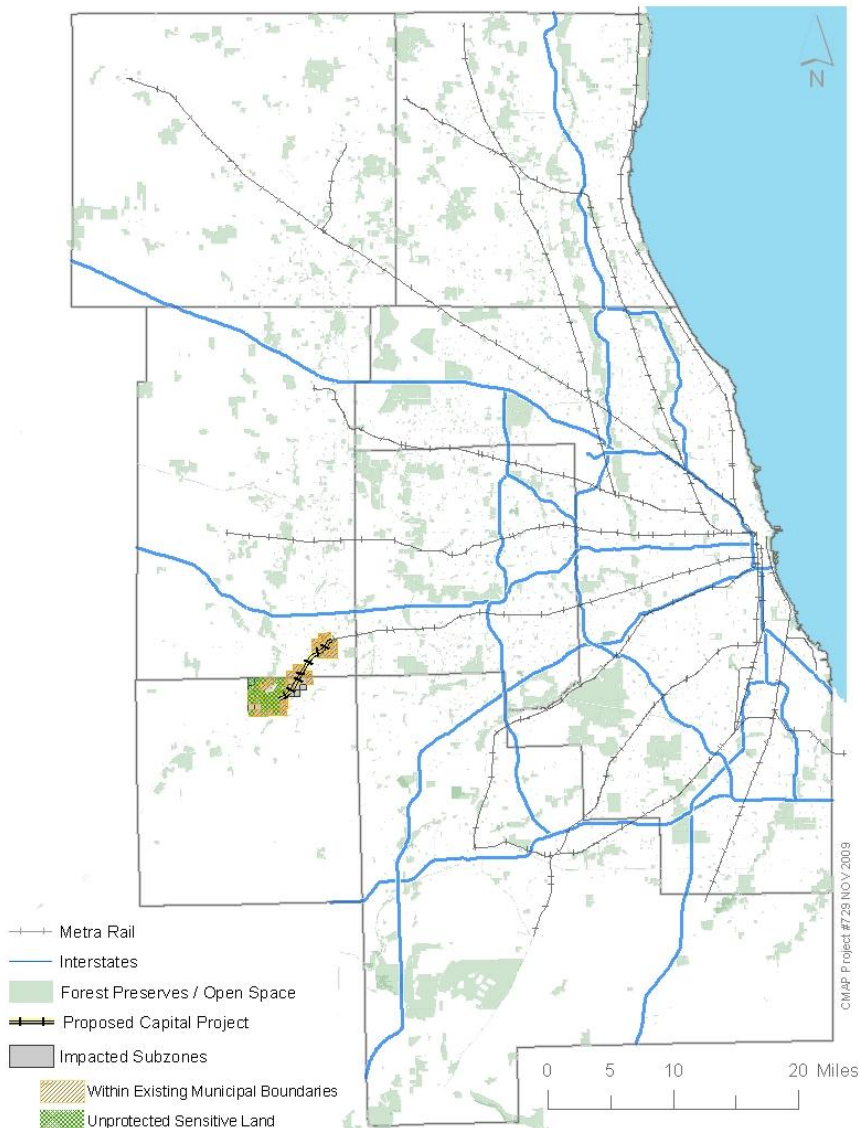 N
Metra Rail
Interstates
Forest Preserves / Open Space
Proposed Capital Project
Impacted Subzones
Within Existing Municipal Boundaries
Unprotected Sensitive Land
0 5 10 20 Miles
CMAP Project #729 NOV 2009